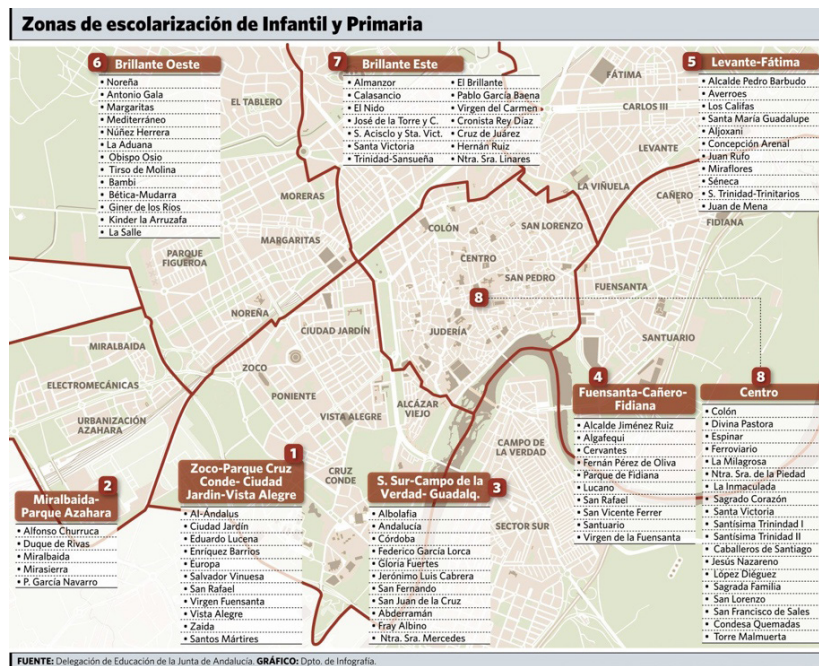 Zonas de escolarización de Infantil y Primaria
6 Brillante Oeste
• Noreña
• Antonio Gala
• Margaritas
• Mediterráneo
• Núñez Herrera
• La Aduana
• Obispo Osio
• Tirso de Molina
• Bambi
• Bética-Mudarra
• Giner de los Ríos
• Kinder la Arruzafa
• La Salle
7 Brillante Este
• Almanzor
• Calasancio
• El Nido
• José de la Torre y C.
• S. Acisclo y Sta. Vict.
• Santa Victoria
• Trinidad-Sansueña
• El Brillante
• Pablo García Baena
• Virgen del Carmen
• Cronista Rey Díaz
• Cruz de Juárez
• Hernán Ruiz
• Ntra. Sra. Linares
5 Levante-Fátima
• Alcalde Pedro Barbudo
• Averroes
• Los Califas
• Santa María Guadalupe
• Aljoxani
• Concepción Arenal
• Juan Rufo
• Miraflores
• Séneca
• S. Trinidad-Trinitarios
• Juan de Mena
EL TABLERO
FÁTIMA
CARLOS III
LEVANTE
LA VIÑUELA
CAÑERO
FIDIANA
MORERAS
MARGARITAS
PARQUE
FIGUEROA
COLÓN
SAN LORENZO
CENTRO
SAN PEDRO
8
FUENSANTA
NOREÑA
CIUDAD JARDÍN
JUDERÍA
SANTUARIO
MIRALBAIDA
ZOCO
ELECTROMECÁNICAS
PONIENTE
URBANIZACIÓN
AZAHARA
VISTA ALEGRE
ALCÁZAR
VIEJO
CAMPO DE
LA VERDAD
CRUZ
CONDE
SECTOR SUR
4
Fuensanta-Cañero-
Fidiana
• Alcalde Jiménez Ruiz
• Algafequi
• Cervantes
• Fernán Pérez de Oliva
• Parque de Fidiana
• Lucano
• San Rafael
• San Vicente Ferrer
• Santuario
• Virgen de la Fuensanta
8
Centro
• Colón
• Divina Pastora
• Espinar
• Ferroviario
• La Milagrosa
• Ntra. Sra. de la Piedad
• La Inmaculada
• Sagrado Corazón
• Santa Victoria
• Santísima Trinindad I
• Santísima Trinidad II
• Caballeros de Santiago
• Jesús Nazareno
• López Diéguez
• Sagrada Familia
• San Lorenzo
• San Francisco de Sales
• Condesa Quemadas
• Torre Malmuerta
1
Zoco-Parque Cruz
Conde- Ciudad
Jardin-Vista Alegre
• Al-Ándalus
• Ciudad Jardín
• Eduardo Lucena
• Enríquez Barrios
• Europa
• Salvador Vinuesa
• San Rafael
• Virgen Fuensanta
• Vista Alegre
• Zaida
• Santos Mártires
2
Miralbaida-
Parque Azahara
• Alfonso Churruca
• Duque de Rivas
• Miralbaida
• Mirasierra
• P. García Navarro
3
S. Sur-Campo de la
Verdad- Guadalq.
• Albolafia
• Andalucía
• Córdoba
• Federico García Lorca
• Gloria Fuertes
• Jerónimo Luis Cabrera
• San Fernando
• San Juan de la Cruz
• Abderramán
• Fray Albino
• Ntra. Sra. Mercedes
FUENTE: Delegación de Educación de la Junta de Andalucía. GRÁFICO: Dpto. de Infografía.